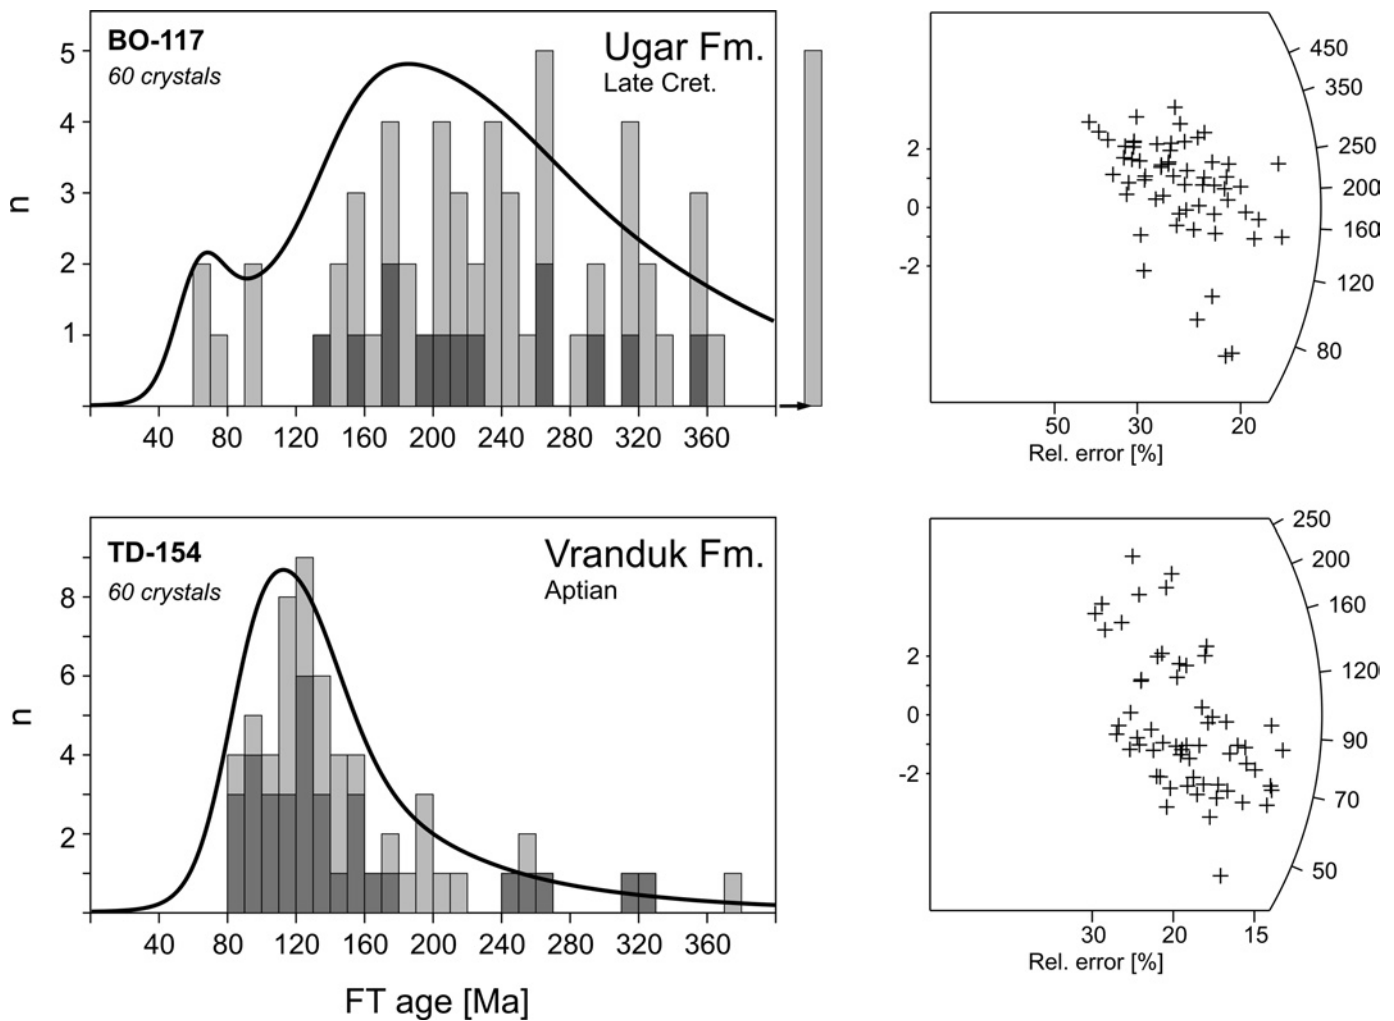 BO-117
60 crystals
Ugar Fm.
Late Cret.
n
5
4
3
2
1
40 80 120 160 200 240 280 320 360
2
0
-2
450
350
250
200
160
120
80
50 30 20
Rel. error [%]
TD-154
60 crystals
Vranduk Fm.
Aptian
n
8
6
4
2
40 80 120 160 200 240 280 320 360
FT age [Ma]
2
0
-2
250
200
160
120
90
70
50
30 20 15
Rel. error [%]